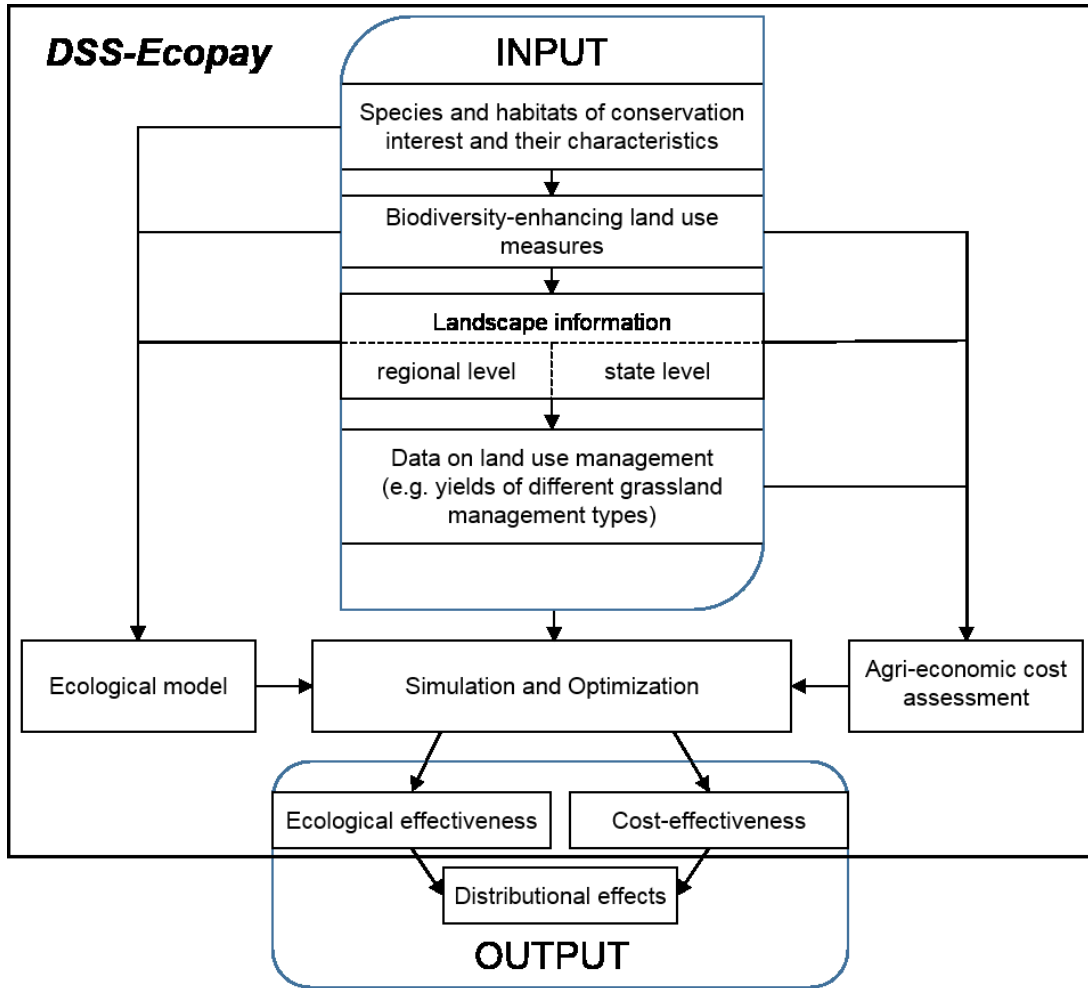 DSS-Ecopay
INPUT
Species and habitats of conservation
interest and their characteristics
Biodiversity-enhancing land use
measures
Landscape information
regional level
state level
Data on land use management
(e.g. yields of different grassland
management types)
Ecological model
Simulation and Optimization
Agri-economic cost
assessment
Ecological effectiveness
Cost-effectiveness
Distributional effects
OUTPUT